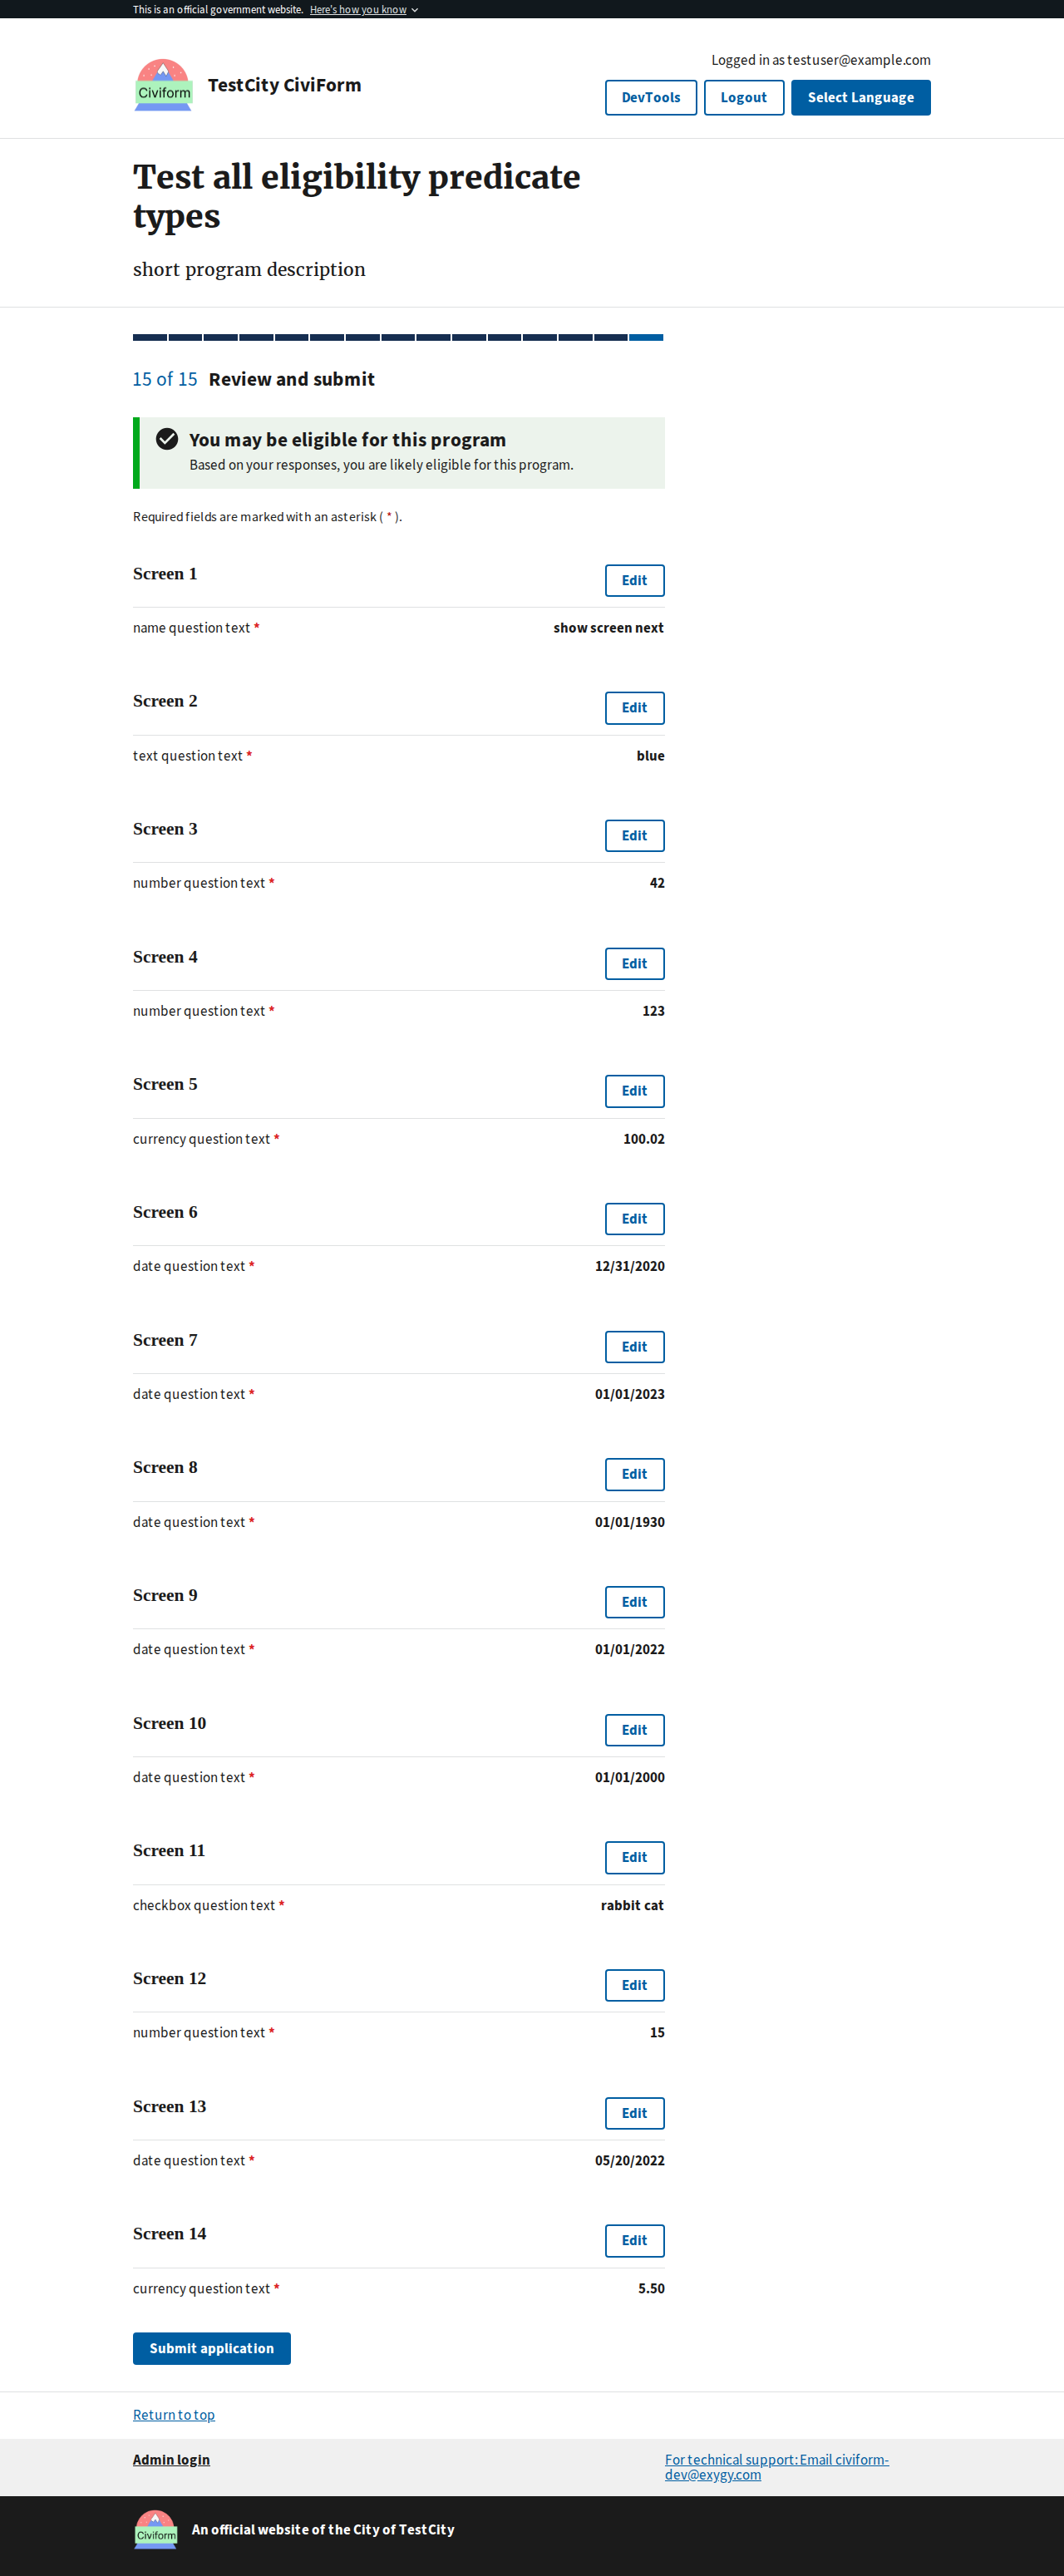 This is an official government website. Here's how you know
Logged in as testuser@example.com
Civiform
TestCity CiviForm
DevTools Logout Select Language
Test all eligibility predicate
types
short program description
15 of 15 Review and submit
You may be eligible for this program
Based on your responses, you are likely eligible for this program.
Required fields are marked with an asterisk ( * ).
Screen 1 Edit
name question text * show screen next
Screen 2 Edit
text question text * blue
Screen 3 Edit
number question text * 42
Screen 4 Edit
number question text * 123
Screen 5 Edit
currency question text * 100.02
Screen 6 Edit
date question text * 12/31/2020
Screen 7 Edit
date question text * 01/01/2023
Screen 8 Edit
date question text * 01/01/1930
Screen 9 Edit
date question text * 01/01/2022
Screen 10 Edit
date question text * 01/01/2000
Screen 11 Edit
checkbox question text * rabbit cat
Screen 12 Edit
number question text * 15
Screen 13 Edit
date question text * 05/20/2022
Screen 14 Edit
currency question text * 5.50
Submit application
Return to top
Admin login For technical support: Email civiform-
dev@exygy.com
Civiform
An official website of the City of TestCity